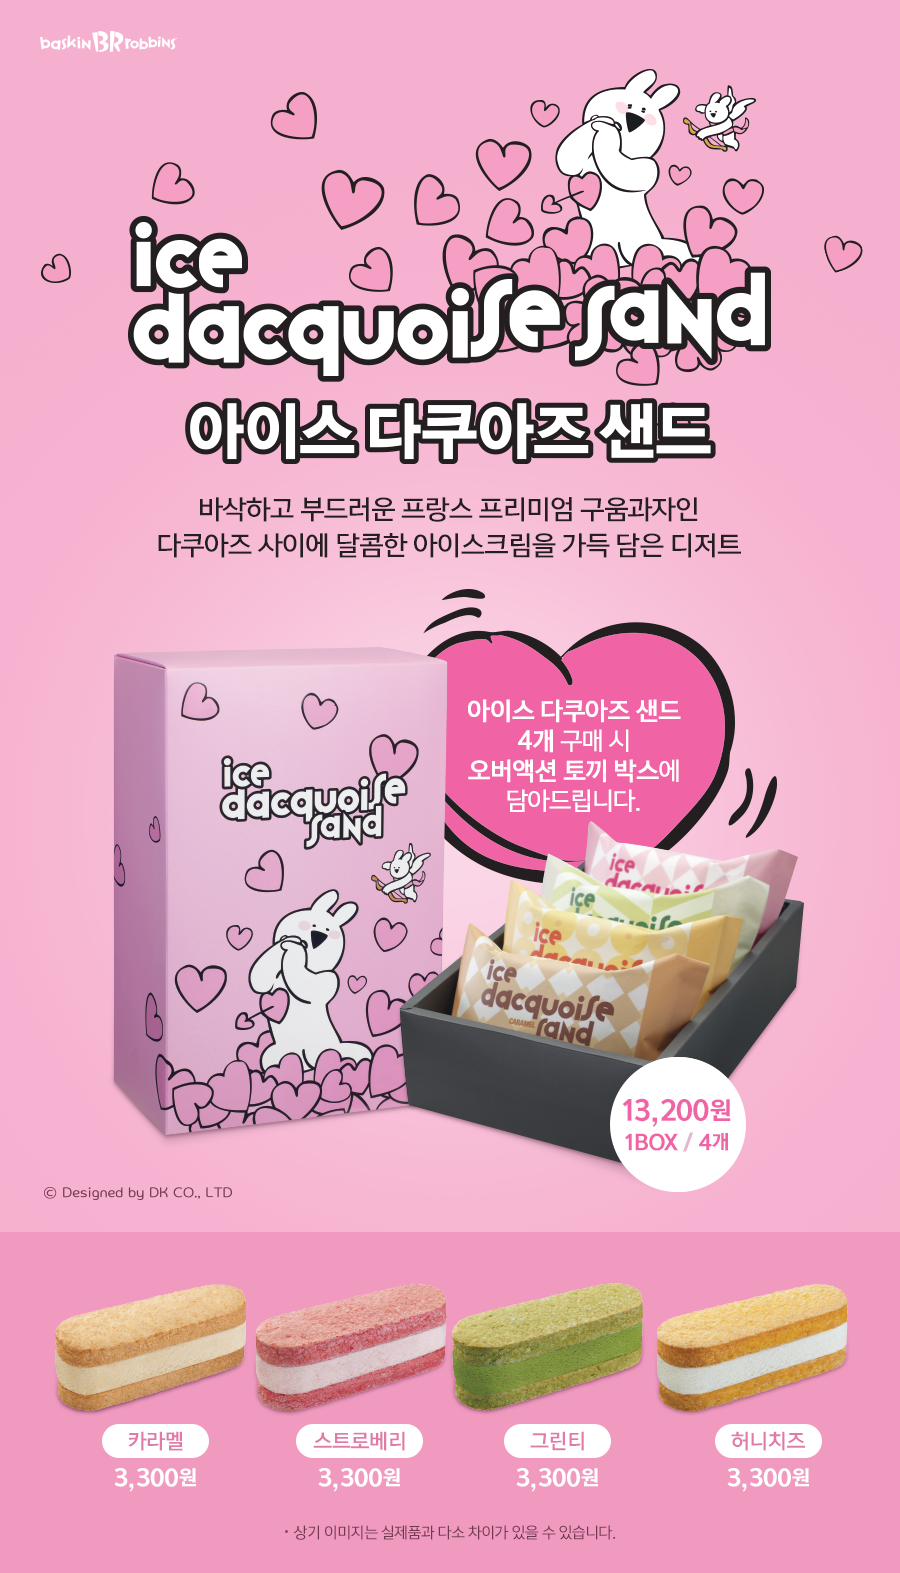 baskin BR robbins
ice
dacquoise sand
아이스 다쿠아즈 샌드
바삭하고 부드러운 프랑스 프리미엄 구움과자인
다쿠아즈 사이에 달콤한 아이스크림을 가득 담은 디저트
아이스 다쿠아즈 샌드
4개 구매 시
오버액션 토끼 박스에
담아드립니다.
ice
dacquoise
sand
ice
dacquoise
ice
dacquoise
ice
dacquoise
ice
dacquoise
CARAMEL sand
13,200원
1BOX / 4개
© Designed by DK CO., LTD
카라멜
스트로베리
그린티
허니치즈
3,300원
3,300원
3,300원
3,300원
• 상기 이미지는 실제품과 다소 차이가 있을 수 있습니다.